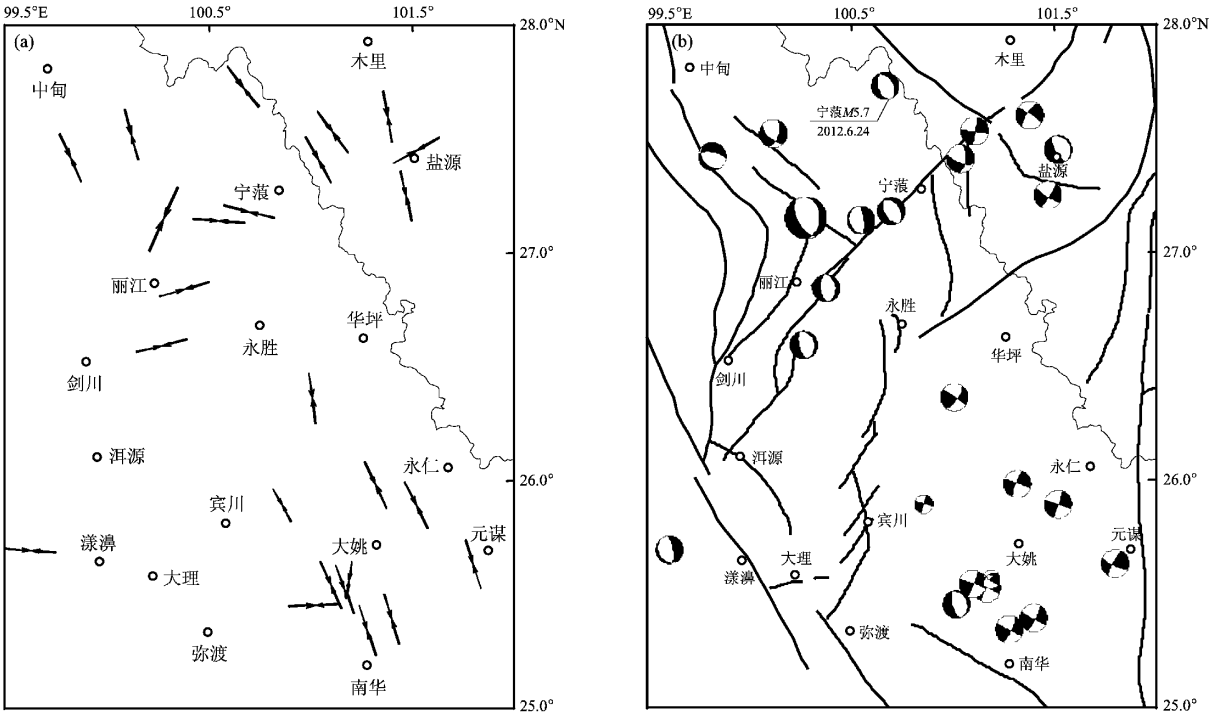 99.5°E
100.5°
101.5°
28.0°N
(a)
木里
中甸
盐源
宁蒗
27.0°
丽江
华坪
永胜
剑川
洱源
永仁
26.0°
宾川
元谋
漾濞
大姚
大理
弥渡
南华
25.0°
99.5°E
100.5°
101.5°
28.0°N
(b)
木里
中甸
宁蒗M5.7
2012.6.24
盐源
宁蒗
27.0°
丽江
永胜
华坪
剑川
洱源
永仁
26.0°
宾川
元谋
大姚
漾濞
大理
弥渡
南华
25.0°